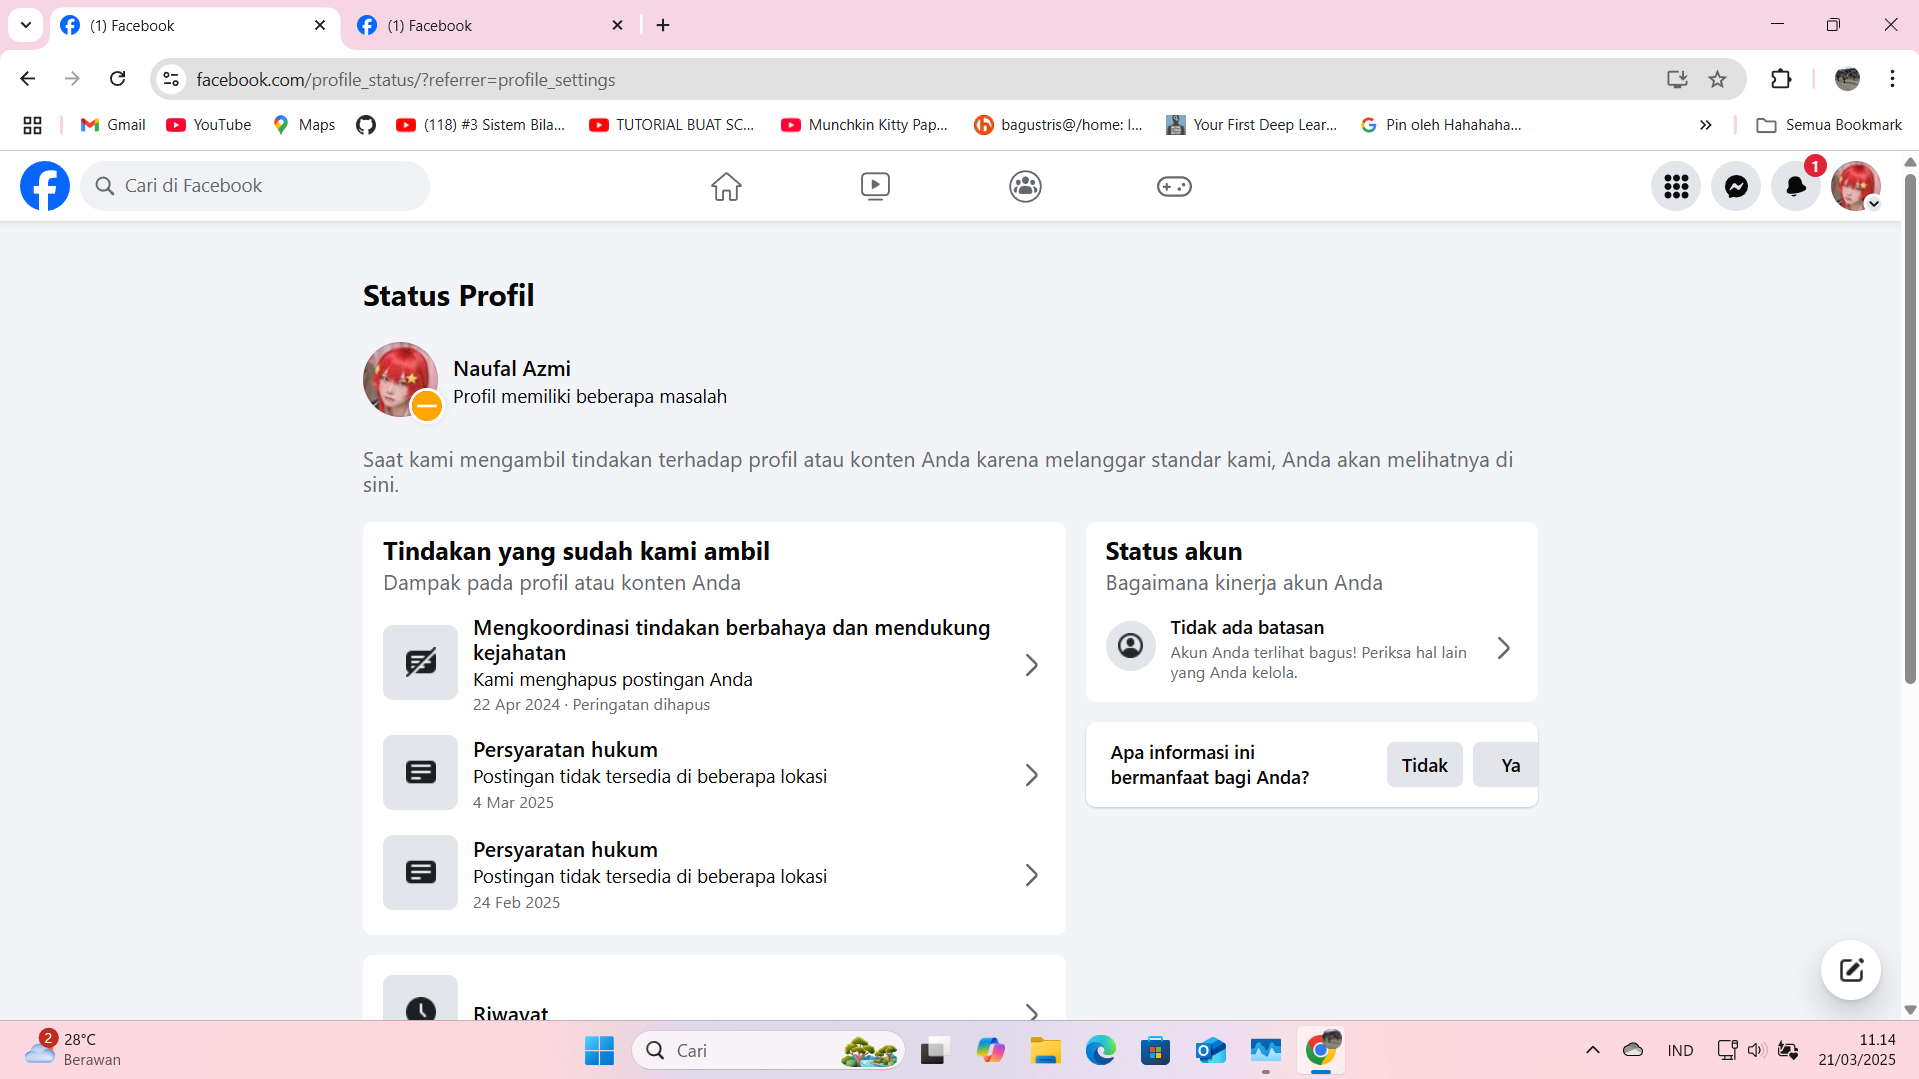 (1) Facebook
(1) Facebook
facebook.com/profile_status/?referrer=profile_settings
Gmail
YouTube
Maps
(118) #3 Sistem Bila...
TUTORIAL BUAT SC...
Munchkin Kitty Pap...
bagustris@/home: I...
Your First Deep Lear...
Pin oleh Hahahaha...
Semua Bookmark
Cari di Facebook
1
Status Profil
Naufal Azmi
Profil memiliki beberapa masalah
Saat kami mengambil tindakan terhadap profil atau konten Anda karena melanggar standar kami, Anda akan melihatnya di
sini.
Tindakan yang sudah kami ambil
Dampak pada profil atau konten Anda
Mengkoordinasi tindakan berbahaya dan mendukung
kejahatan
Kami menghapus postingan Anda
22 Apr 2024 · Peringatan dihapus
Persyaratan hukum
Postingan tidak tersedia di beberapa lokasi
4 Mar 2025
Persyaratan hukum
Postingan tidak tersedia di beberapa lokasi
24 Feb 2025
Riwayat
Status akun
Bagaimana kinerja akun Anda
Tidak ada batasan
Akun Anda terlihat bagus! Periksa hal lain
yang Anda kelola.
Apa informasi ini
bermanfaat bagi Anda?
Tidak
Ya
2
28°C
Berawan
Cari
IND
11.14
21/03/2025